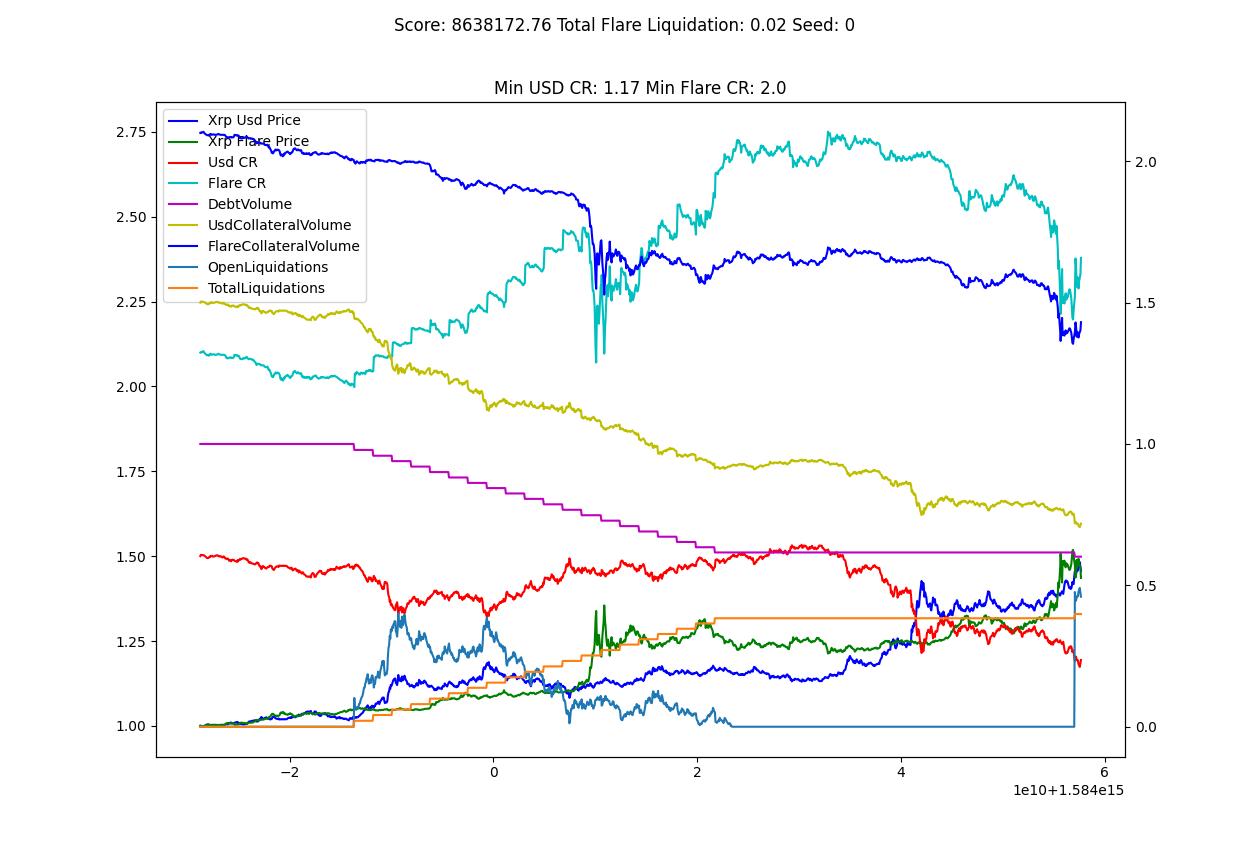 Score: 8638172.76 Total Flare Liquidation: 0.02 Seed: 0
Min USD CR: 1.17 Min Flare CR: 2.0
Xrp Usd Price
Xrp Flare Price
Usd CR
Flare CR
DebtVolume
UsdCollateralVolume
FlareCollateralVolume
OpenLiquidations
TotalLiquidations
2.75
2.50
2.25
2.00
1.75
1.50
1.25
1.00
2.0
1.5
1.0
0.5
0.0
−2 0 2 4 6
1e10+1.584e15